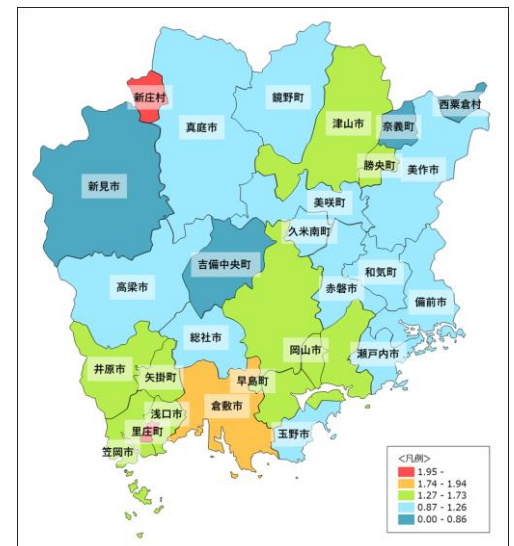 新庄村
鏡野町
西粟倉村
真庭市
津山市
奈義町
勝央町
美作市
新見市
美咲町
久米南町
吉備中央町
和気町
高梁市
赤磐市
備前市
総社市
岡山市
瀬戸内市
井原市
矢掛町
早島町
浅口市
倉敷市
里庄町
玉野市
笠岡市
<凡例>
1.95 -
1.74 - 1.94
1.27 - 1.73
0.87 - 1.26
0.00 - 0.86